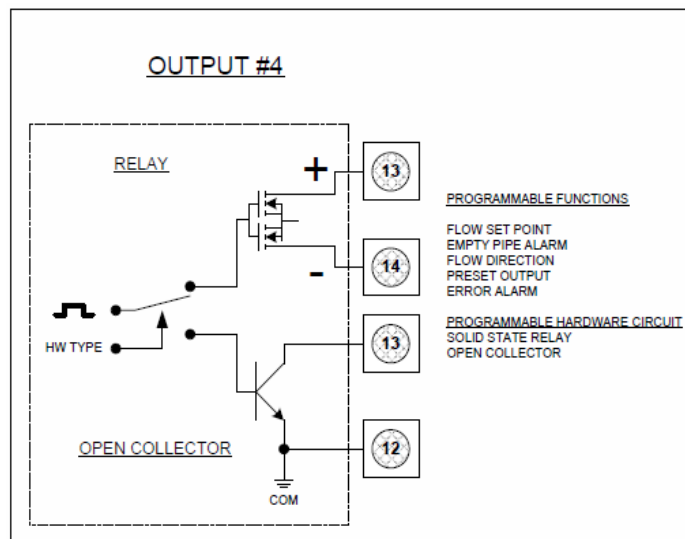 OUTPUT #4
RELAY
+
13
PROGRAMMABLE FUNCTIONS
FLOW SET POINT
EMPTY PIPE ALARM
FLOW DIRECTION
PRESET OUTPUT
ERROR ALARM
-
14
PROGRAMMABLE HARDWARE CIRCUIT
SOLID STATE RELAY
OPEN COLLECTOR
13
HW TYPE
OPEN COLLECTOR
12
COM